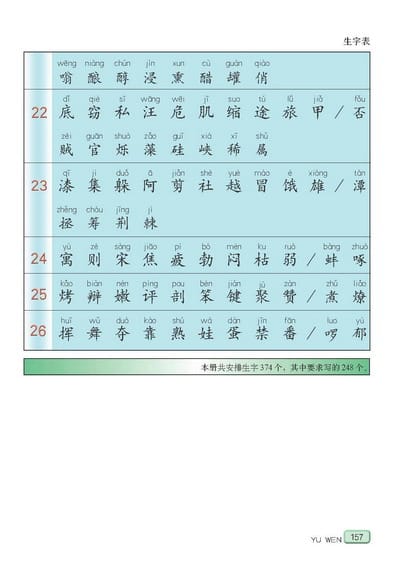 生字表
wēng niàng chún jìn xun cù guàn qiào
嗡 酿 醇 浸 熏 醋 罐 俏
dǐ qiè sī wāng wēi jī suo tú lǚ jiǎ fǒu
22 底 窃 私 汪 危 肌 缩 途 旅 甲 / 否
zéi guān shuò zǎo guī xiá xī shǔ
贼 官 烁 藻 硅 峡 稀 属
qī jí duǒ ā jiǎn shè yuè mào é xióng tán
23 漆 集 躲 阿 剪 社 越 冒 饿 雄 / 潭
zhěng chóu jīng jí
拯 筹 荆 棘
yù zé sòng jiāo pí bó mèn kū ruò bàng zhuó
24 寓 则 宋 焦 疲 勃 闷 枯 弱 / 蚌 啄
kǎo biàn nèn píng pōu bèn jiàn jù zàn zhǔ liáo
25 烤 辩 嫩 评 剖 笨 键 聚 赞 / 煮 燎
huī wǔ duó kào shú wá dàn jìn fān luo yù
26 挥 舞 夺 靠 熟 娃 蛋 禁 番 / 啰 郁
本册共安排生字374个，其中要求写的248个。
YU WEN 157